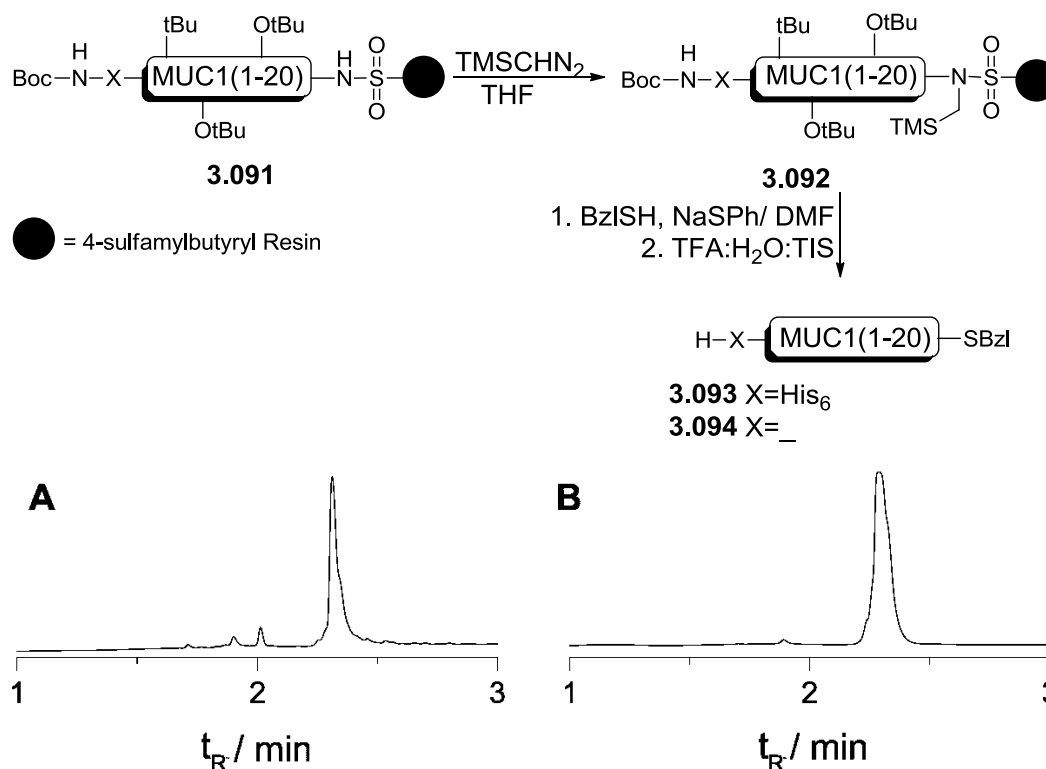 H
Boc-N-X
tBu
OtBu
MUC1(1-20)
OtBu
H
N
O
S
O
3.091
TMSCHN₂
THF
H
Boc-N-X
tBu
OtBu
MUC1(1-20)
OtBu
N
TMS
O
S
O
3.092
= 4-sulfamylbutyryl Resin
1. BzlSH, NaSPh/ DMF
2. TFA:H₂O:TIS
H-X-MUC1(1-20)-SBzl
3.093 X=His₆
3.094 X=_
A
1 2 3
tR- / min
B
1 2 3
tR- / min